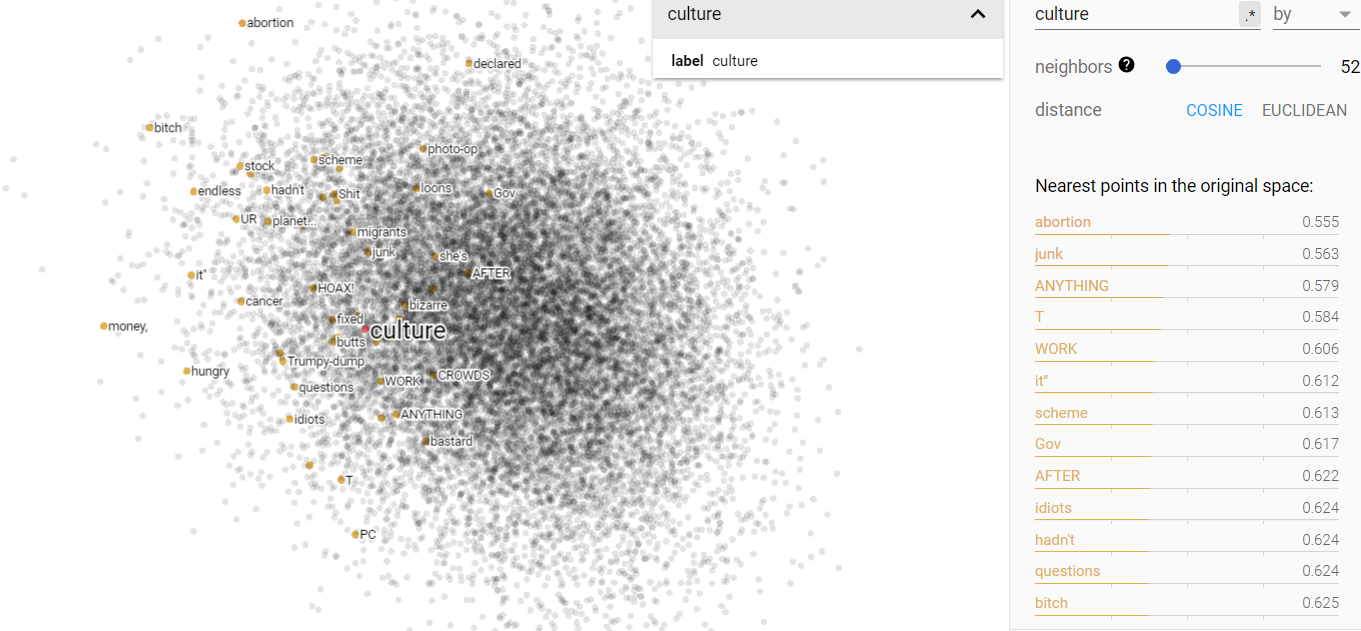 abortion
declared
bitch
photo-op
stock
scheme
endless
hadn't
Shit
loons
Gov
UR
planet...
migrants
junk
she's
AFTER
it"
HOAX!
cancer
bizarre
money,
fixed
culture
butts
Trumpy-dump
hungry
questions
WORK
CROWDS
idiots
ANYTHING
bastard
T
PC
culture
label culture
culture .* by
neighbors ? 52
distance COSINE EUCLIDEAN
Nearest points in the original space:
abortion 0.555
junk 0.563
ANYTHING 0.579
T 0.584
WORK 0.606
it" 0.612
scheme 0.613
Gov 0.617
AFTER 0.622
idiots 0.624
hadn't 0.624
questions 0.624
bitch 0.625